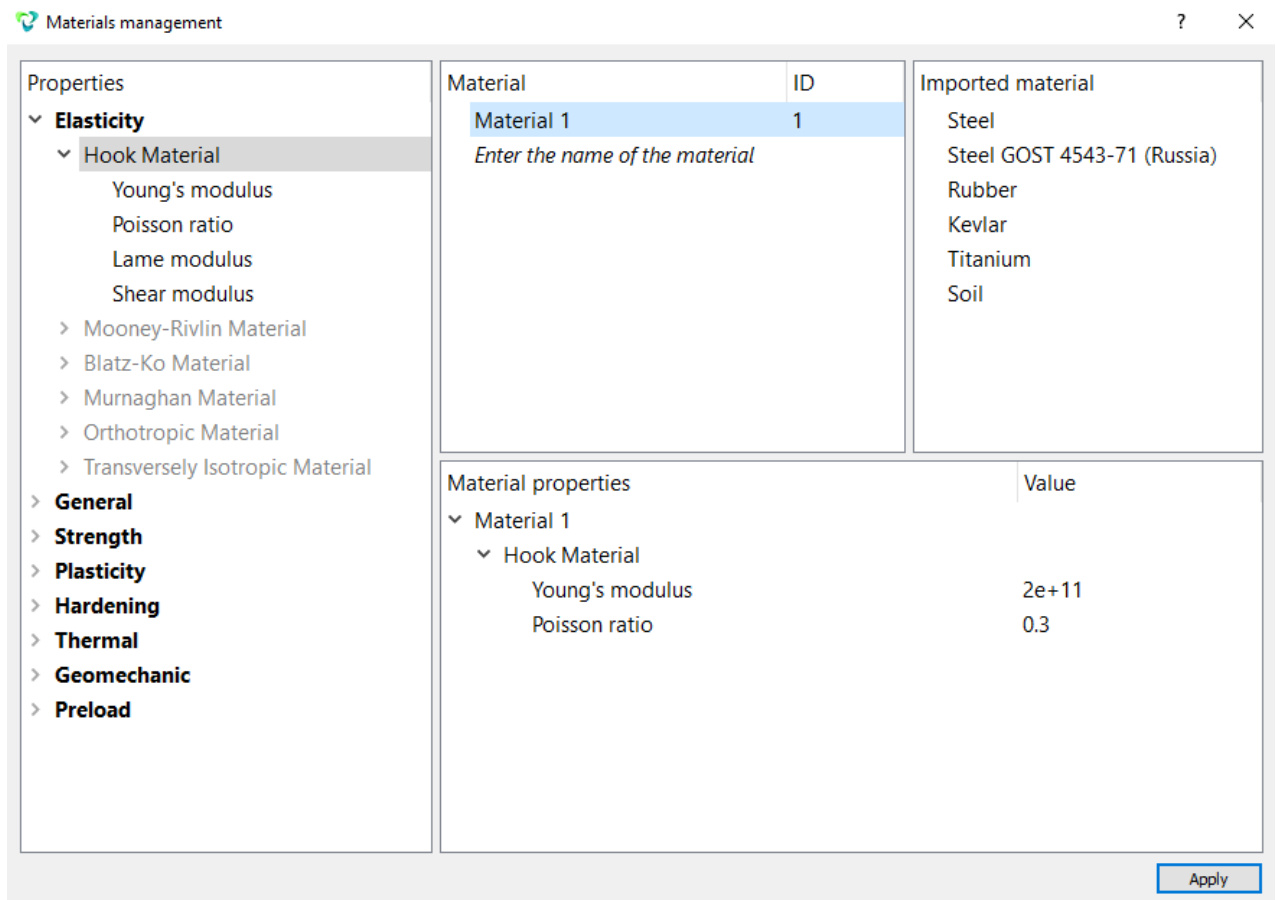 Materials management
?
Properties
Elasticity
Hook Material
Young's modulus
Poisson ratio
Lame modulus
Shear modulus
Mooney-Rivlin Material
Blatz-Ko Material
Murnaghan Material
Orthotropic Material
Transversely Isotropic Material
General
Strength
Plasticity
Hardening
Thermal
Geomechanic
Preload
Material ID
Material 1 1
Enter the name of the material
Imported material
Steel
Steel GOST 4543-71 (Russia)
Rubber
Kevlar
Titanium
Soil
Material properties Value
Material 1
Hook Material
Young's modulus 2e+11
Poisson ratio 0.3
Apply